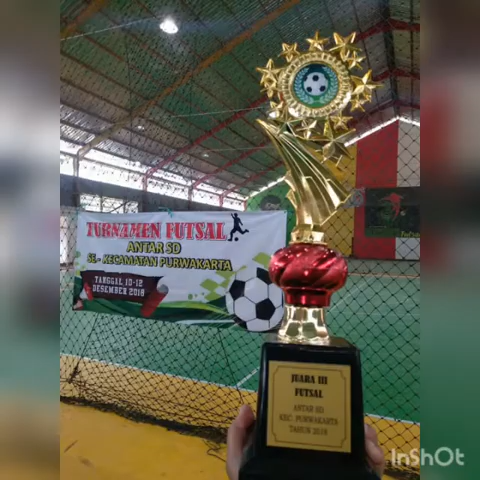 TURNAMEN FUTSAL
ANTAR SD
SE-KECAMATAN PURWAKARTA
TANGGAL 10-12
DESEMBER 2018
JUARA III
FUTSAL
ANTAR SD
KEC. PURWAKARTA
TAHUN 2018
InShOt